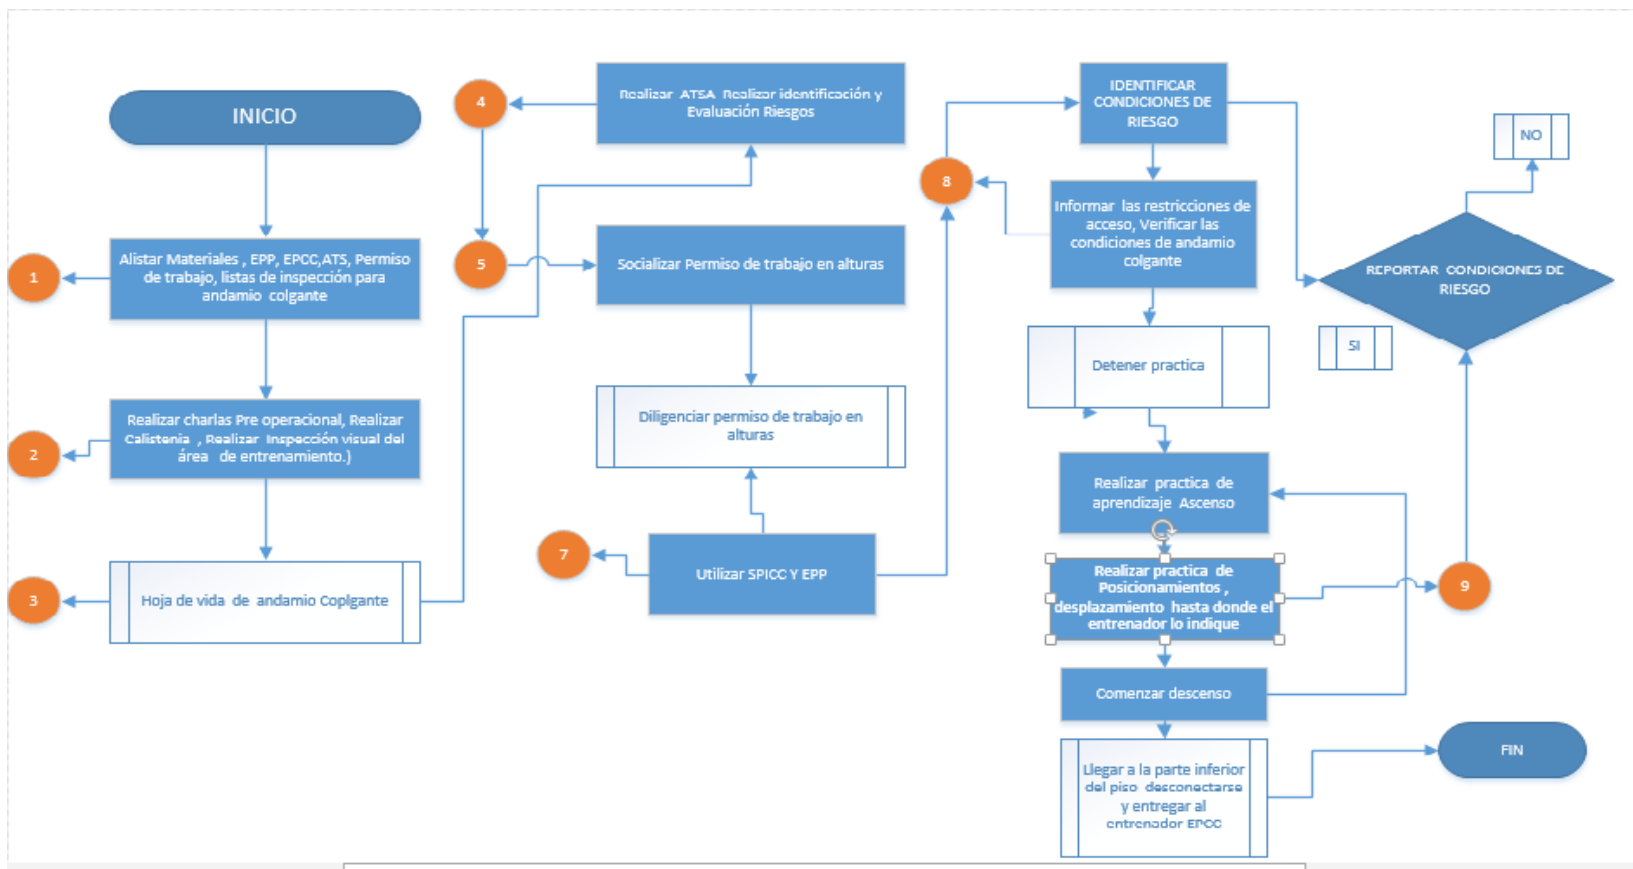 INICIO
1
Alistar Materiales , EPP, EPCC,ATS, Permiso
de trabajo, listas de inspección para
andamio colgante
2
Realizar charlas Pre operacional, Realizar
Calistenia , Realizar Inspección visual del
área de entrenamiento.)
3
Hoja de vida de andamio Coplgante
4
Realizar ATSA Realizar identificación y
Evaluación Riesgos
5
Socializar Permiso de trabajo en alturas
Diligenciar permiso de trabajo en
alturas
7
Utilizar SPICC Y EPP
8
IDENTIFICAR
CONDICIONES DE
RIESGO
Informar las restricciones de
acceso, Verificar las
condiciones de andamio
colgante
Detener practica
Realizar practica de
aprendizaje Ascenso
Realizar practica de
Posicionamientos ,
desplazamiento hasta donde el
entrenador lo indique
Comenzar descenso
Llegar a la parte inferior
del piso desconectarse
y entregar al
entrenador EPCC
NO
REPORTAR CONDICIONES DE
RIESGO
SI
9
FIN